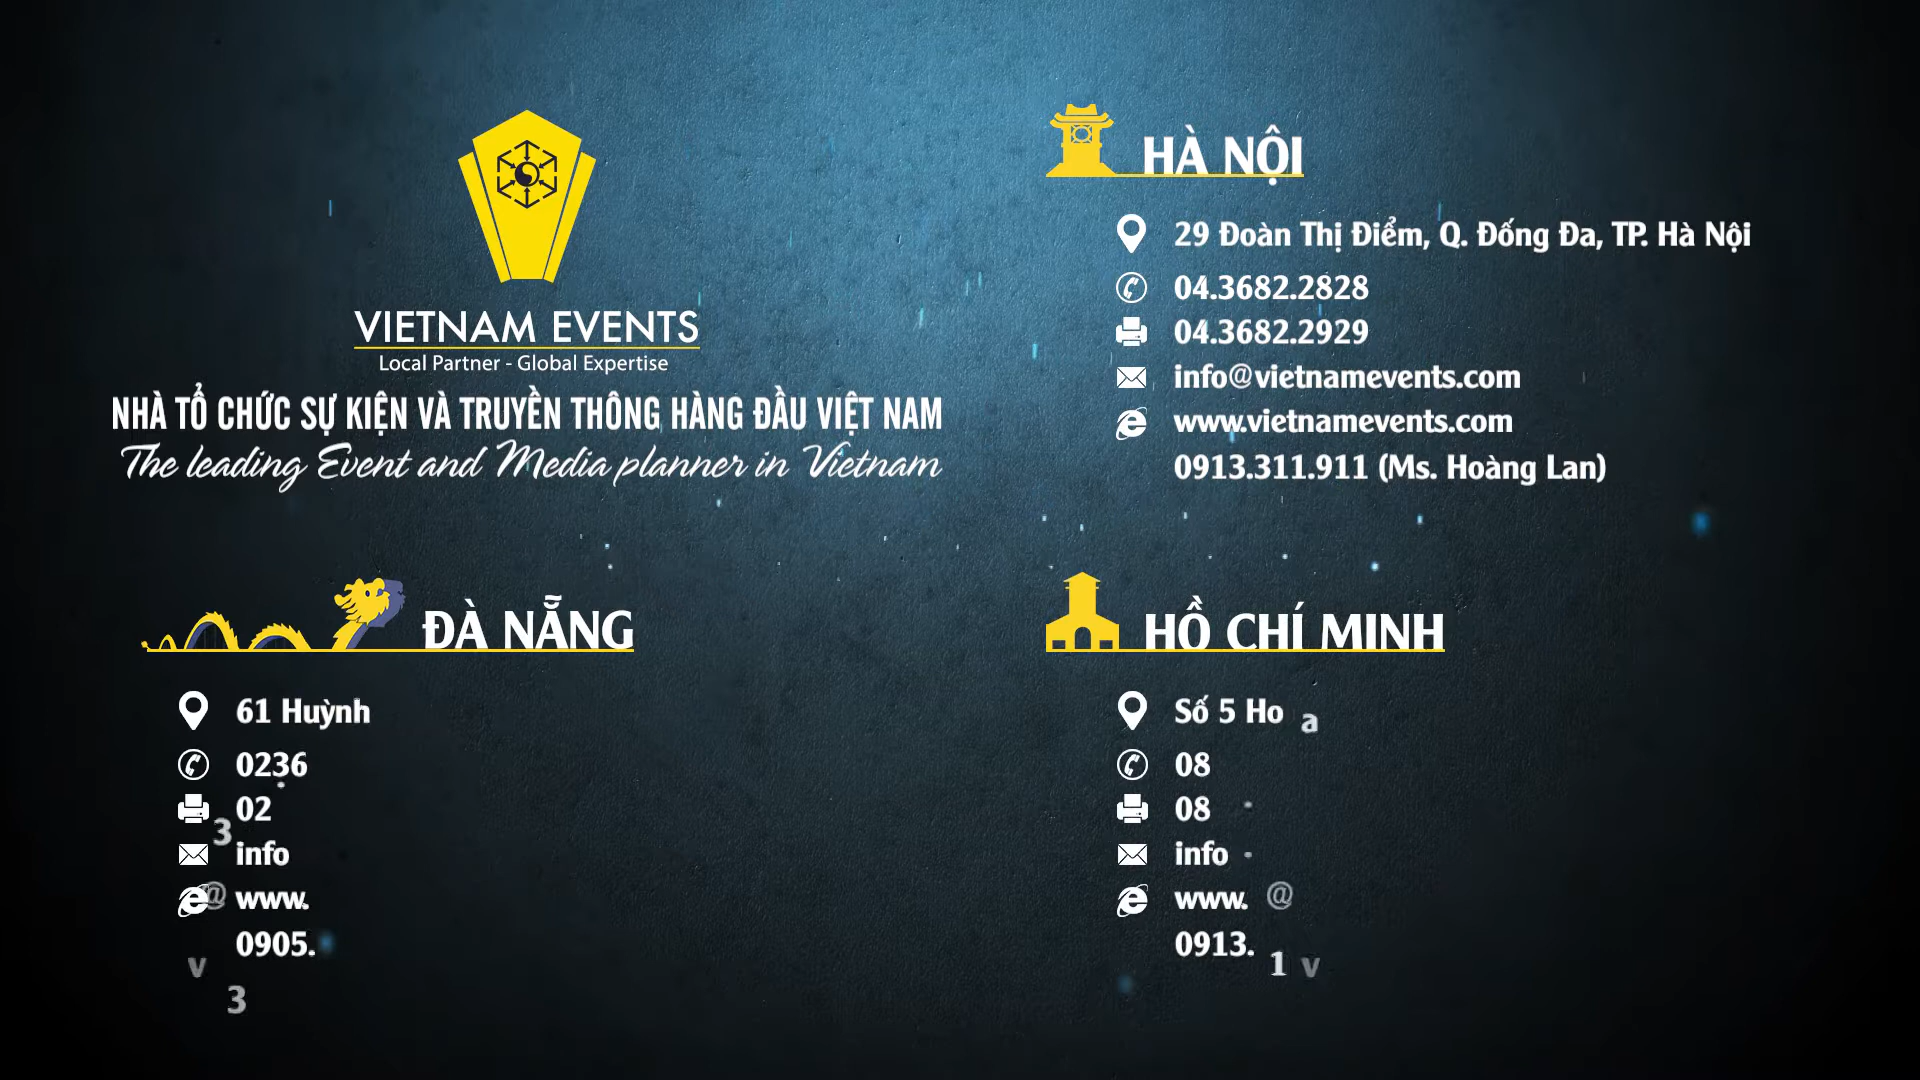 VIETNAM EVENTS
Local Partner - Global Expertise
NHÀ TỔ CHỨC SỰ KIỆN VÀ TRUYỀN THÔNG HÀNG ĐẦU VIỆT NAM
The leading Event and Media planner in Vietnam
HÀ NỘI
29 Đoàn Thị Điểm, Q. Đống Đa, TP. Hà Nội
04.3682.2828
04.3682.2929
info@vietnamevents.com
www.vietnamevents.com
0913.311.911 (Ms. Hoàng Lan)
ĐÀ NẴNG
61 Huỳnh
0236
02
3
info
@
www.
0905.
v
3
HỒ CHÍ MINH
Số 5 Ho a
08
08
info
www. @
0913.
1 v